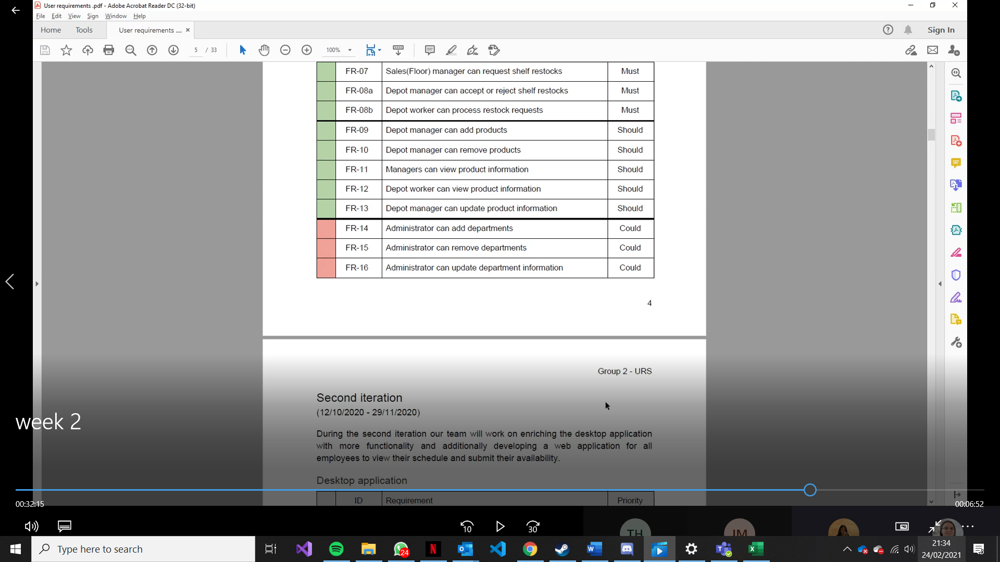 User requirements .pdf - Adobe Acrobat Reader DC (32-bit)
File Edit View Sign Window Help
Home Tools User requirements .... × Sign In
5 / 33 100%
FR-07 Sales(Floor) manager can request shelf restocks Must
FR-08a Depot manager can accept or reject shelf restocks Must
FR-08b Depot worker can process restock requests Must
FR-09 Depot manager can add products Should
FR-10 Depot manager can remove products Should
FR-11 Managers can view product information Should
FR-12 Depot worker can view product information Should
FR-13 Depot manager can update product information Should
FR-14 Administrator can add departments Could
FR-15 Administrator can remove departments Could
FR-16 Administrator can update department information Could
4
Group 2 - URS
Second iteration
(12/10/2020 - 29/11/2020)
week 2
During the second iteration our team will work on enriching the desktop application
with more functionality and additionally developing a web application for all
employees to view their schedule and submit their availability.
Desktop application
ID Requirement Priority
00:32:15 00:06:52
10 30
TH JM
Type here to search
24
N
21:34
24/02/2021